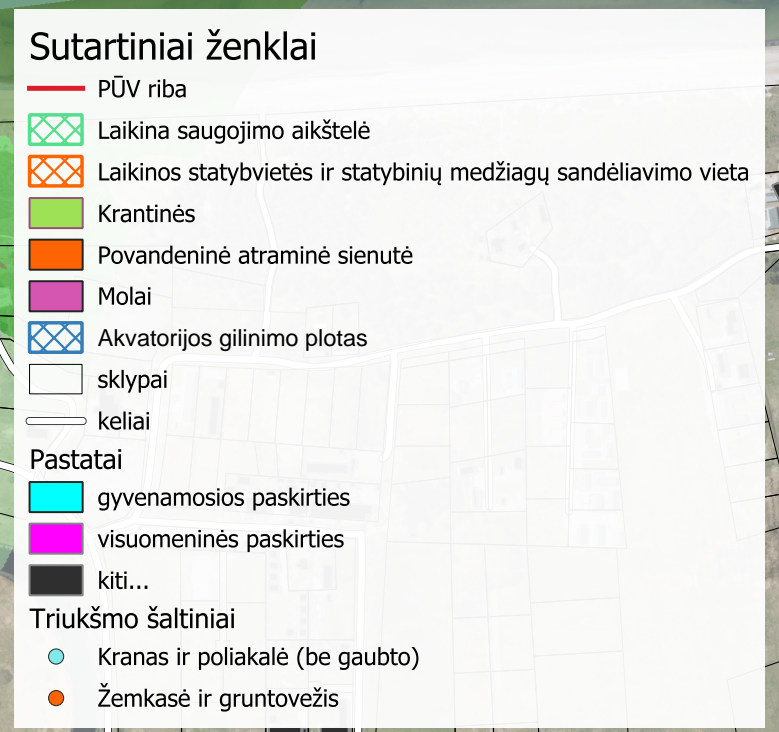 Sutartiniai ženklai
PŪV riba
Laikina saugojimo aikštelė
Laikinos statybvietės ir statybinių medžiagų sandėliavimo vieta
Krantinės
Povandeninė atraminė sienutė
Molai
Akvatorijos gilinimo plotas
sklypai
keliai
Pastatai
gyvenamosios paskirties
visuomeninės paskirties
kiti...
Triukšmo šaltiniai
Kranas ir poliakalė (be gaubto)
Žemkasė ir gruntovežis